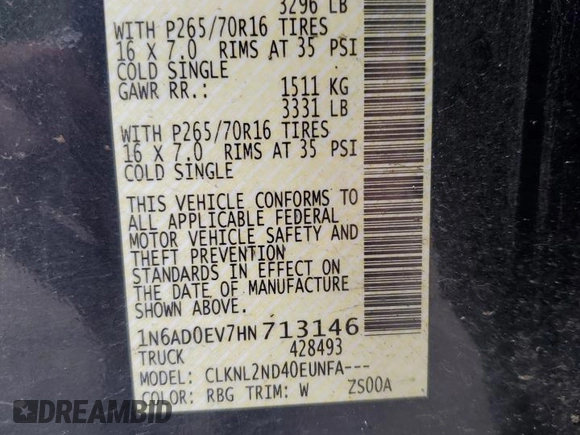 3296 LB
WITH P265/70R16 TIRES
16 X 7.0 RIMS AT 35 PSI
COLD SINGLE
GAWR RR.: 1511 KG
3331 LB
WITH P265/70R16 TIRES
16 X 7.0 RIMS AT 35 PSI
COLD SINGLE
THIS VEHICLE CONFORMS TO
ALL APPLICABLE FEDERAL
MOTOR VEHICLE SAFETY AND
THEFT PREVENTION
STANDARDS IN EFFECT ON
THE DATE OF MANUFACTURE
SHOWN ABOVE.
1N6AD0EV7HN713146
TRUCK 428493
MODEL: CLKNL2ND40EUNFA---
COLOR: RBG TRIM: W ZS00A
DREAMBID